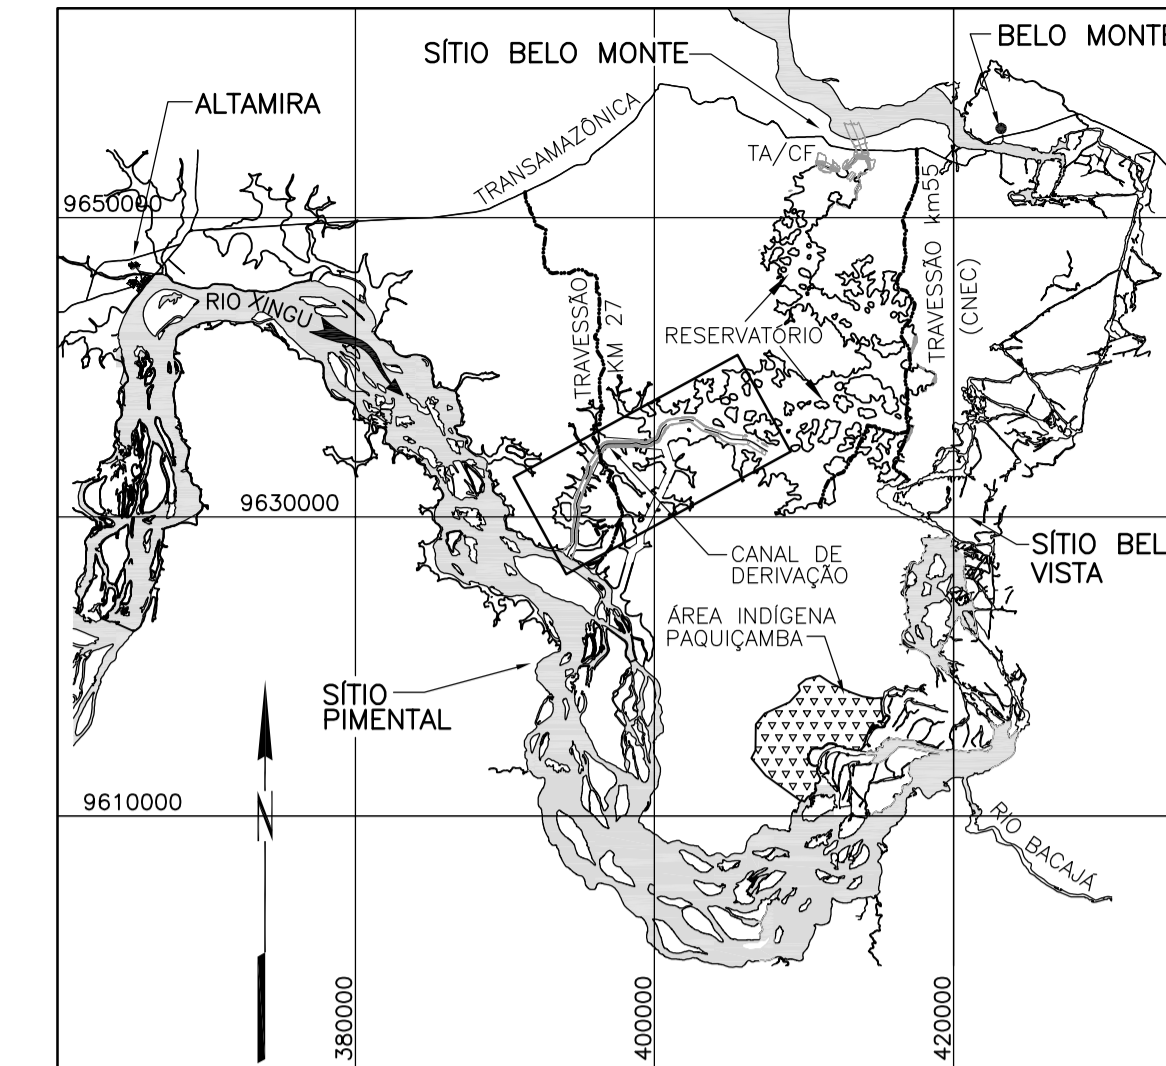 SÍTIO BELO MONTE
BELO MONTE
ALTAMIRA
TRANSAMAZÔNICA
TA/CF
9650000
TRAVESSÃO km55
(CNEC)
RIO XINGU
TRAVESSÃO
KM 27
RESERVATÓRIO
9630000
CANAL DE
DERIVAÇÃO
SÍTIO BEL
VISTA
ÁREA INDÍGENA
PAQUIÇAMBA
SÍTIO
PIMENTAL
9610000
N
RIO BACAJÁ
380000
400000
420000